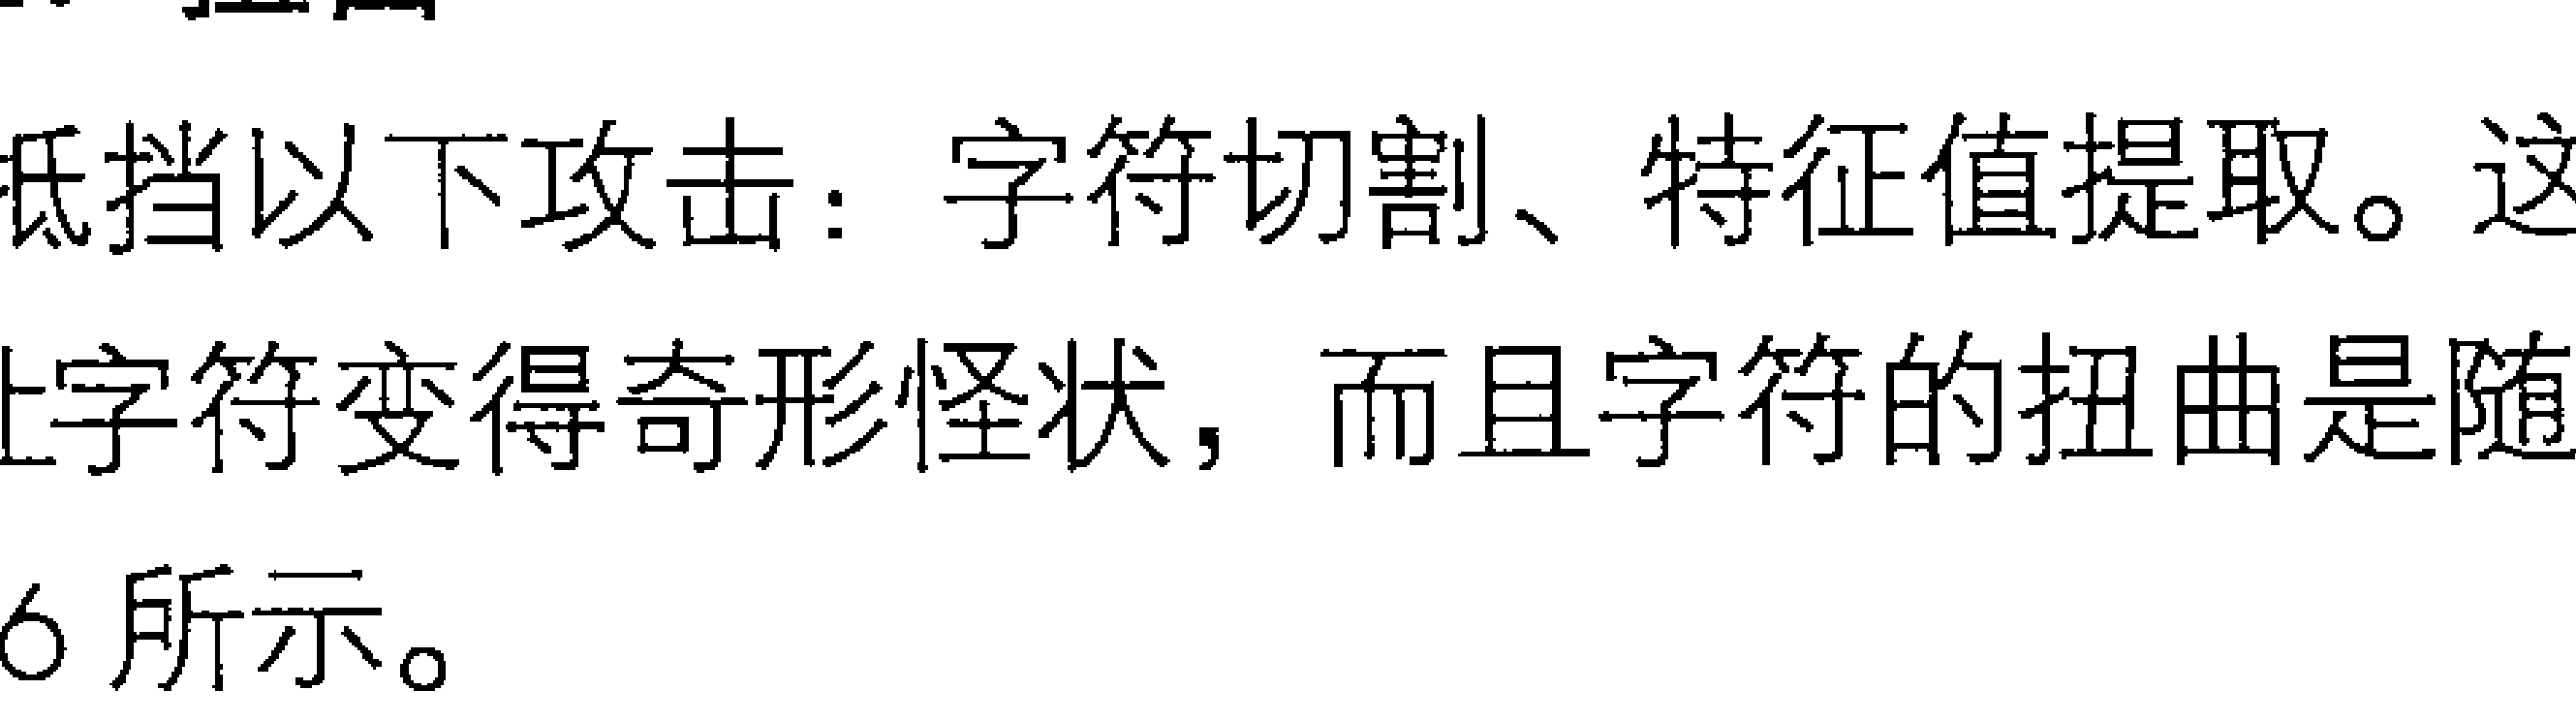 抵挡以下攻击：字符切割、特征值提取。这
让字符变得奇形怪状，而且字符的扭曲是随
6 所示。